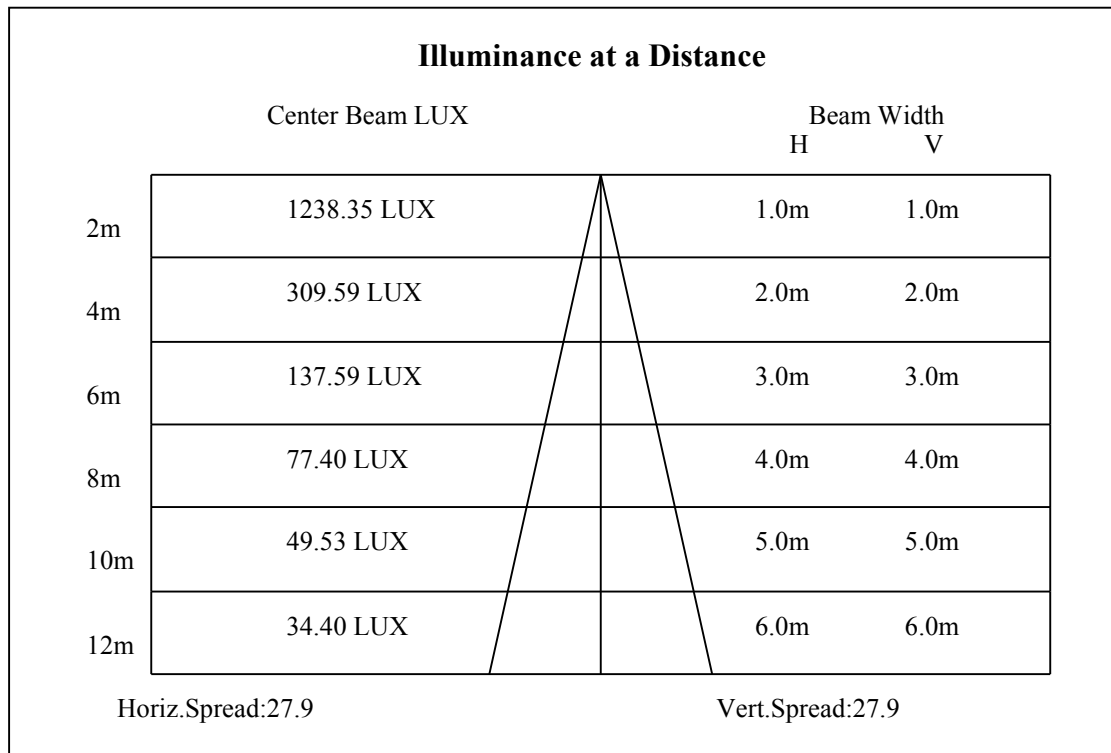 Illuminance at a Distance
Center Beam LUX Beam Width
H V
2m 1238.35 LUX 1.0m 1.0m
4m 309.59 LUX 2.0m 2.0m
6m 137.59 LUX 3.0m 3.0m
8m 77.40 LUX 4.0m 4.0m
10m 49.53 LUX 5.0m 5.0m
12m 34.40 LUX 6.0m 6.0m
Horiz.Spread:27.9 Vert.Spread:27.9